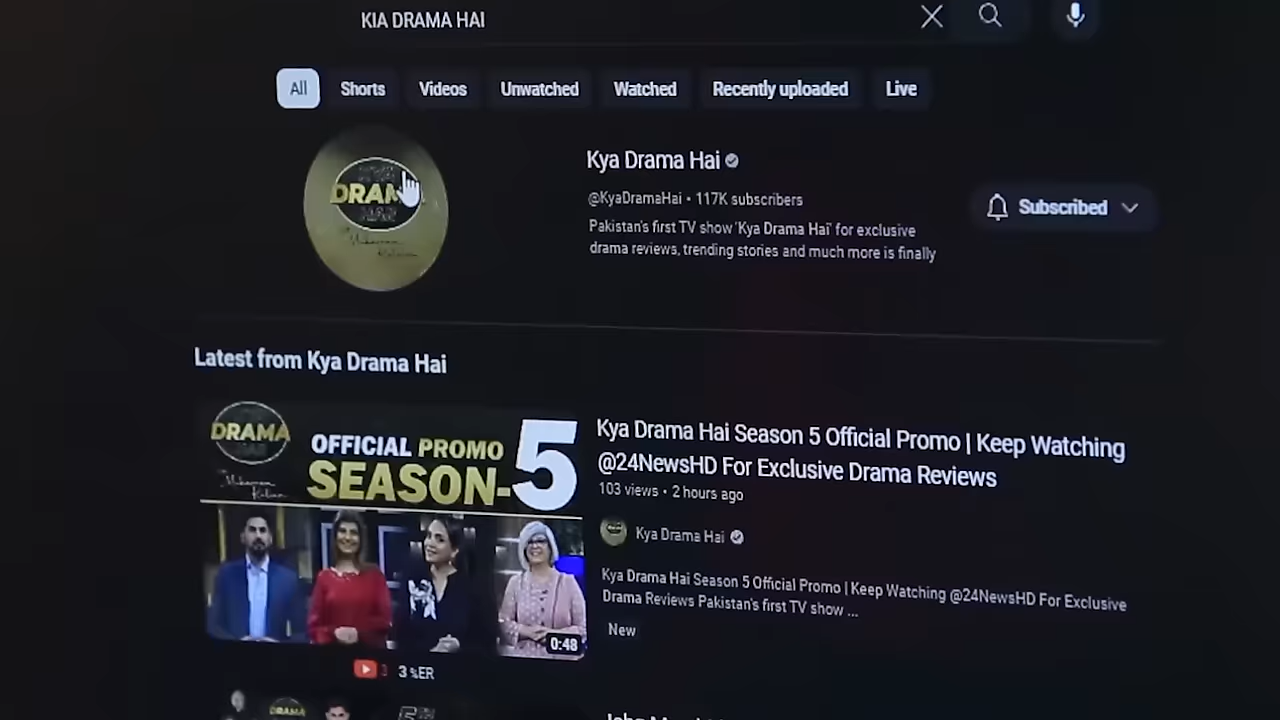 KIA DRAMA HAI
All
Shorts
Videos
Unwatched
Watched
Recently uploaded
Live
DRAMA
Kya Drama Hai
@KyaDramaHai • 117K subscribers
Pakistan's first TV show 'Kya Drama Hai' for exclusive
drama reviews, trending stories and much more is finally
Subscribed
Latest from Kya Drama Hai
DRAMA
OFFICIAL PROMO
SEASON-5
0:48
3 %ER
Kya Drama Hai Season 5 Official Promo | Keep Watching
@24NewsHD For Exclusive Drama Reviews
103 views • 2 hours ago
Kya Drama Hai
Kya Drama Hai Season 5 Official Promo | Keep Watching @24NewsHD For Exclusive
Drama Reviews Pakistan's first TV show ...
New
DRAMA